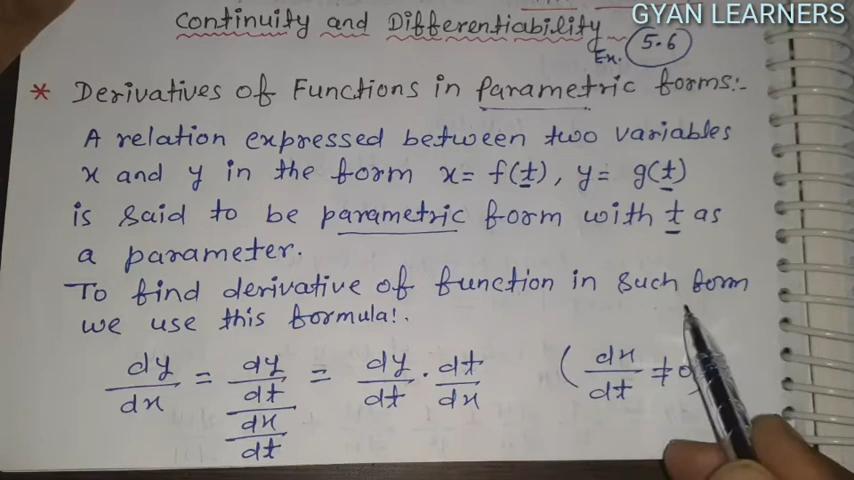 GYAN LEARNERS
Continuity and Differentiability
Ex. 5.6
* Derivatives of Functions in parametric forms:-
A relation expressed between two variables
x and y in the form x = f(t), y = g(t)
is said to be parametric form with t as
a parameter.
To find derivative of function in such form
we use this formula!.
dy/dx = (dy/dt)/(dx/dt) = dy/dt · dt/dx (dx/dt ≠ 0)